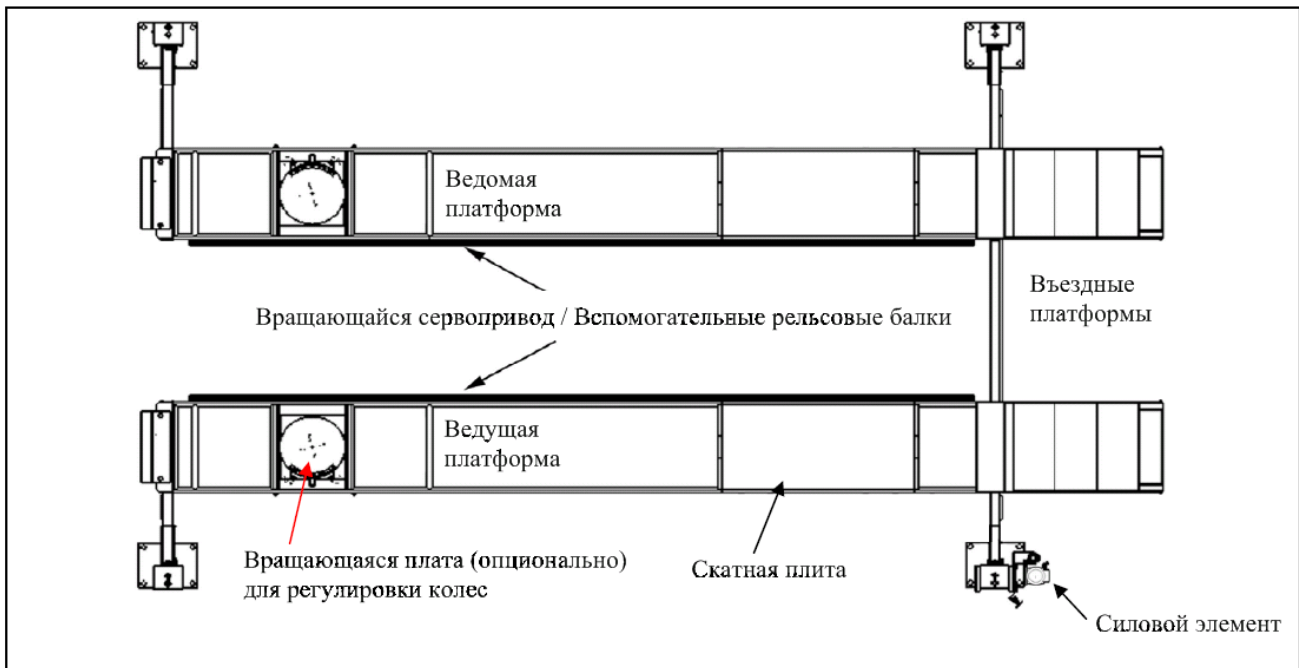 Ведомая
платформа
Въездные
платформы
Вращающайся сервопривод / Вспомогательные рельсовые балки
Ведущая
платформа
Вращающаяся плата (опционально)
для регулировки колес
Скатная плита
Силовой элемент